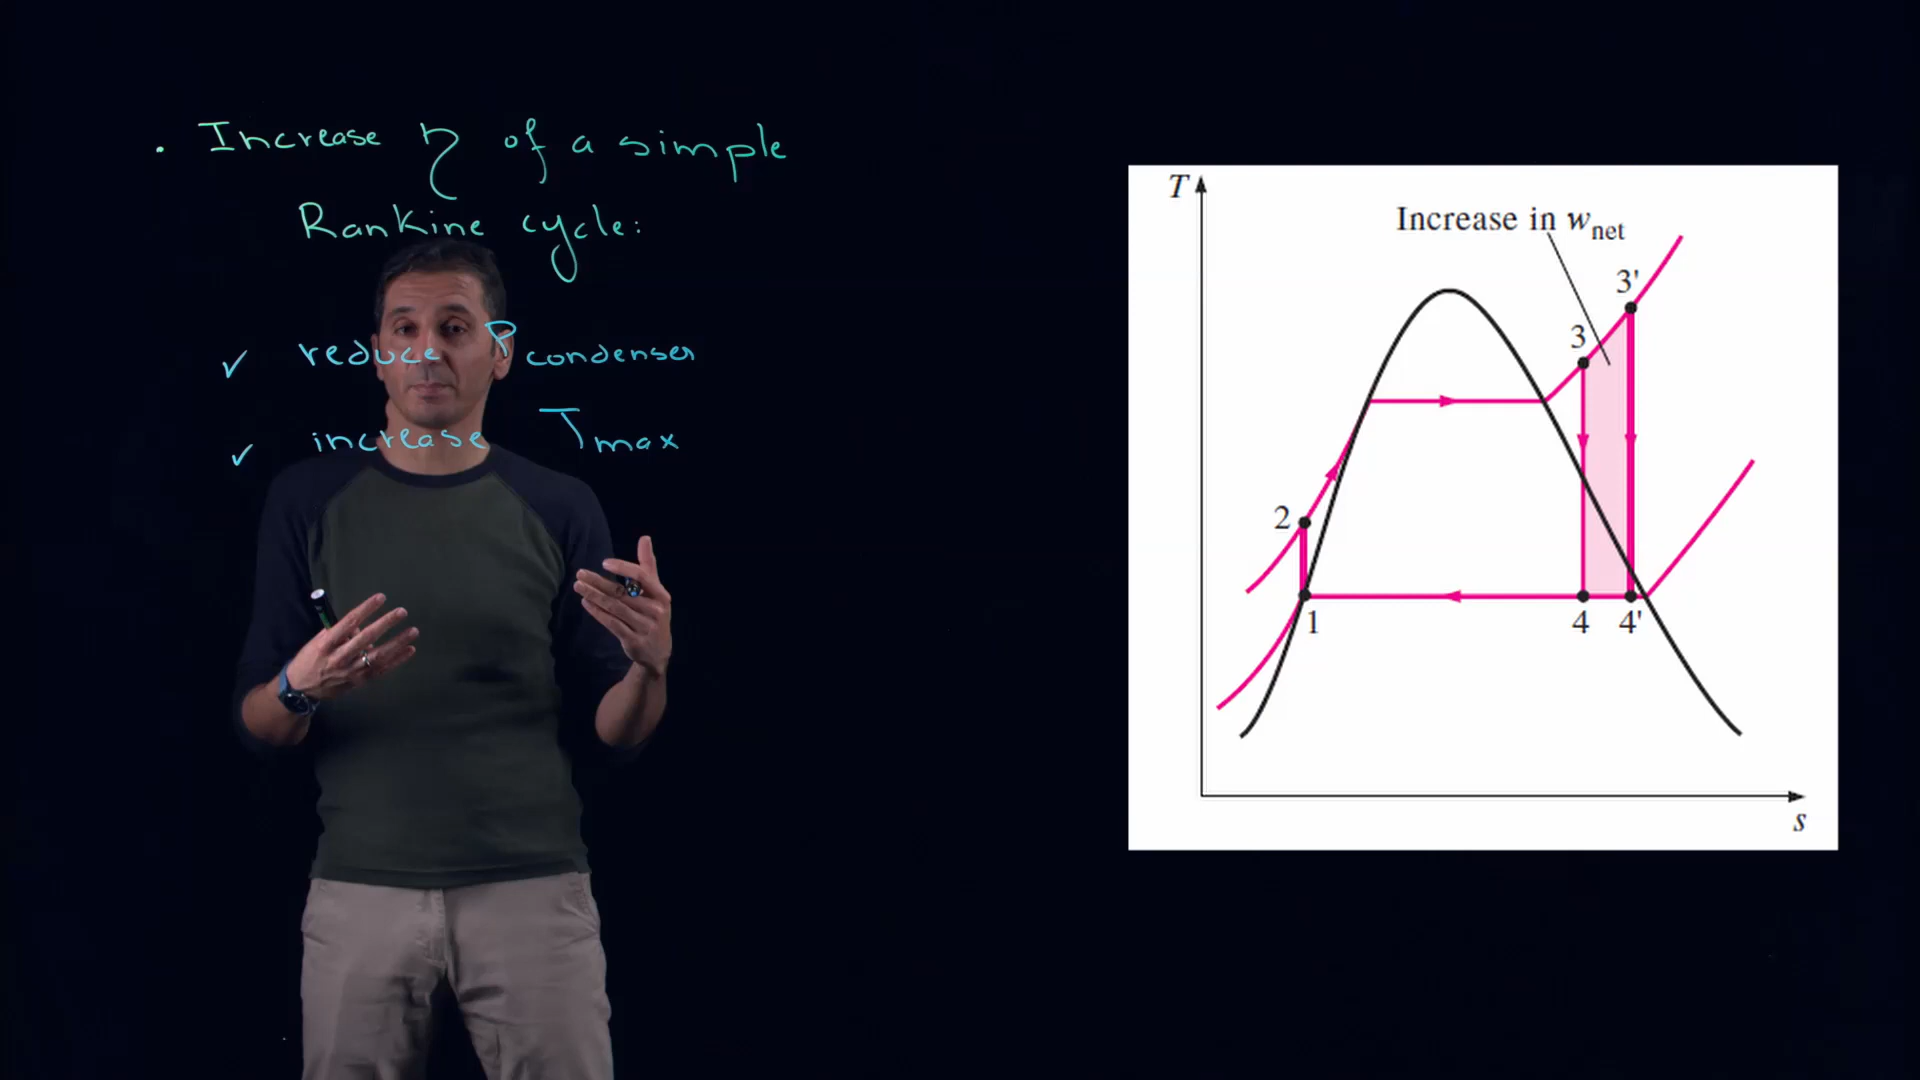 . Increase η of a simple
Rankine cycle:
✓ reduce P condenser
✓ increase Tmax
T
Increase in wnet
3'
3
2
1
4
4'
s